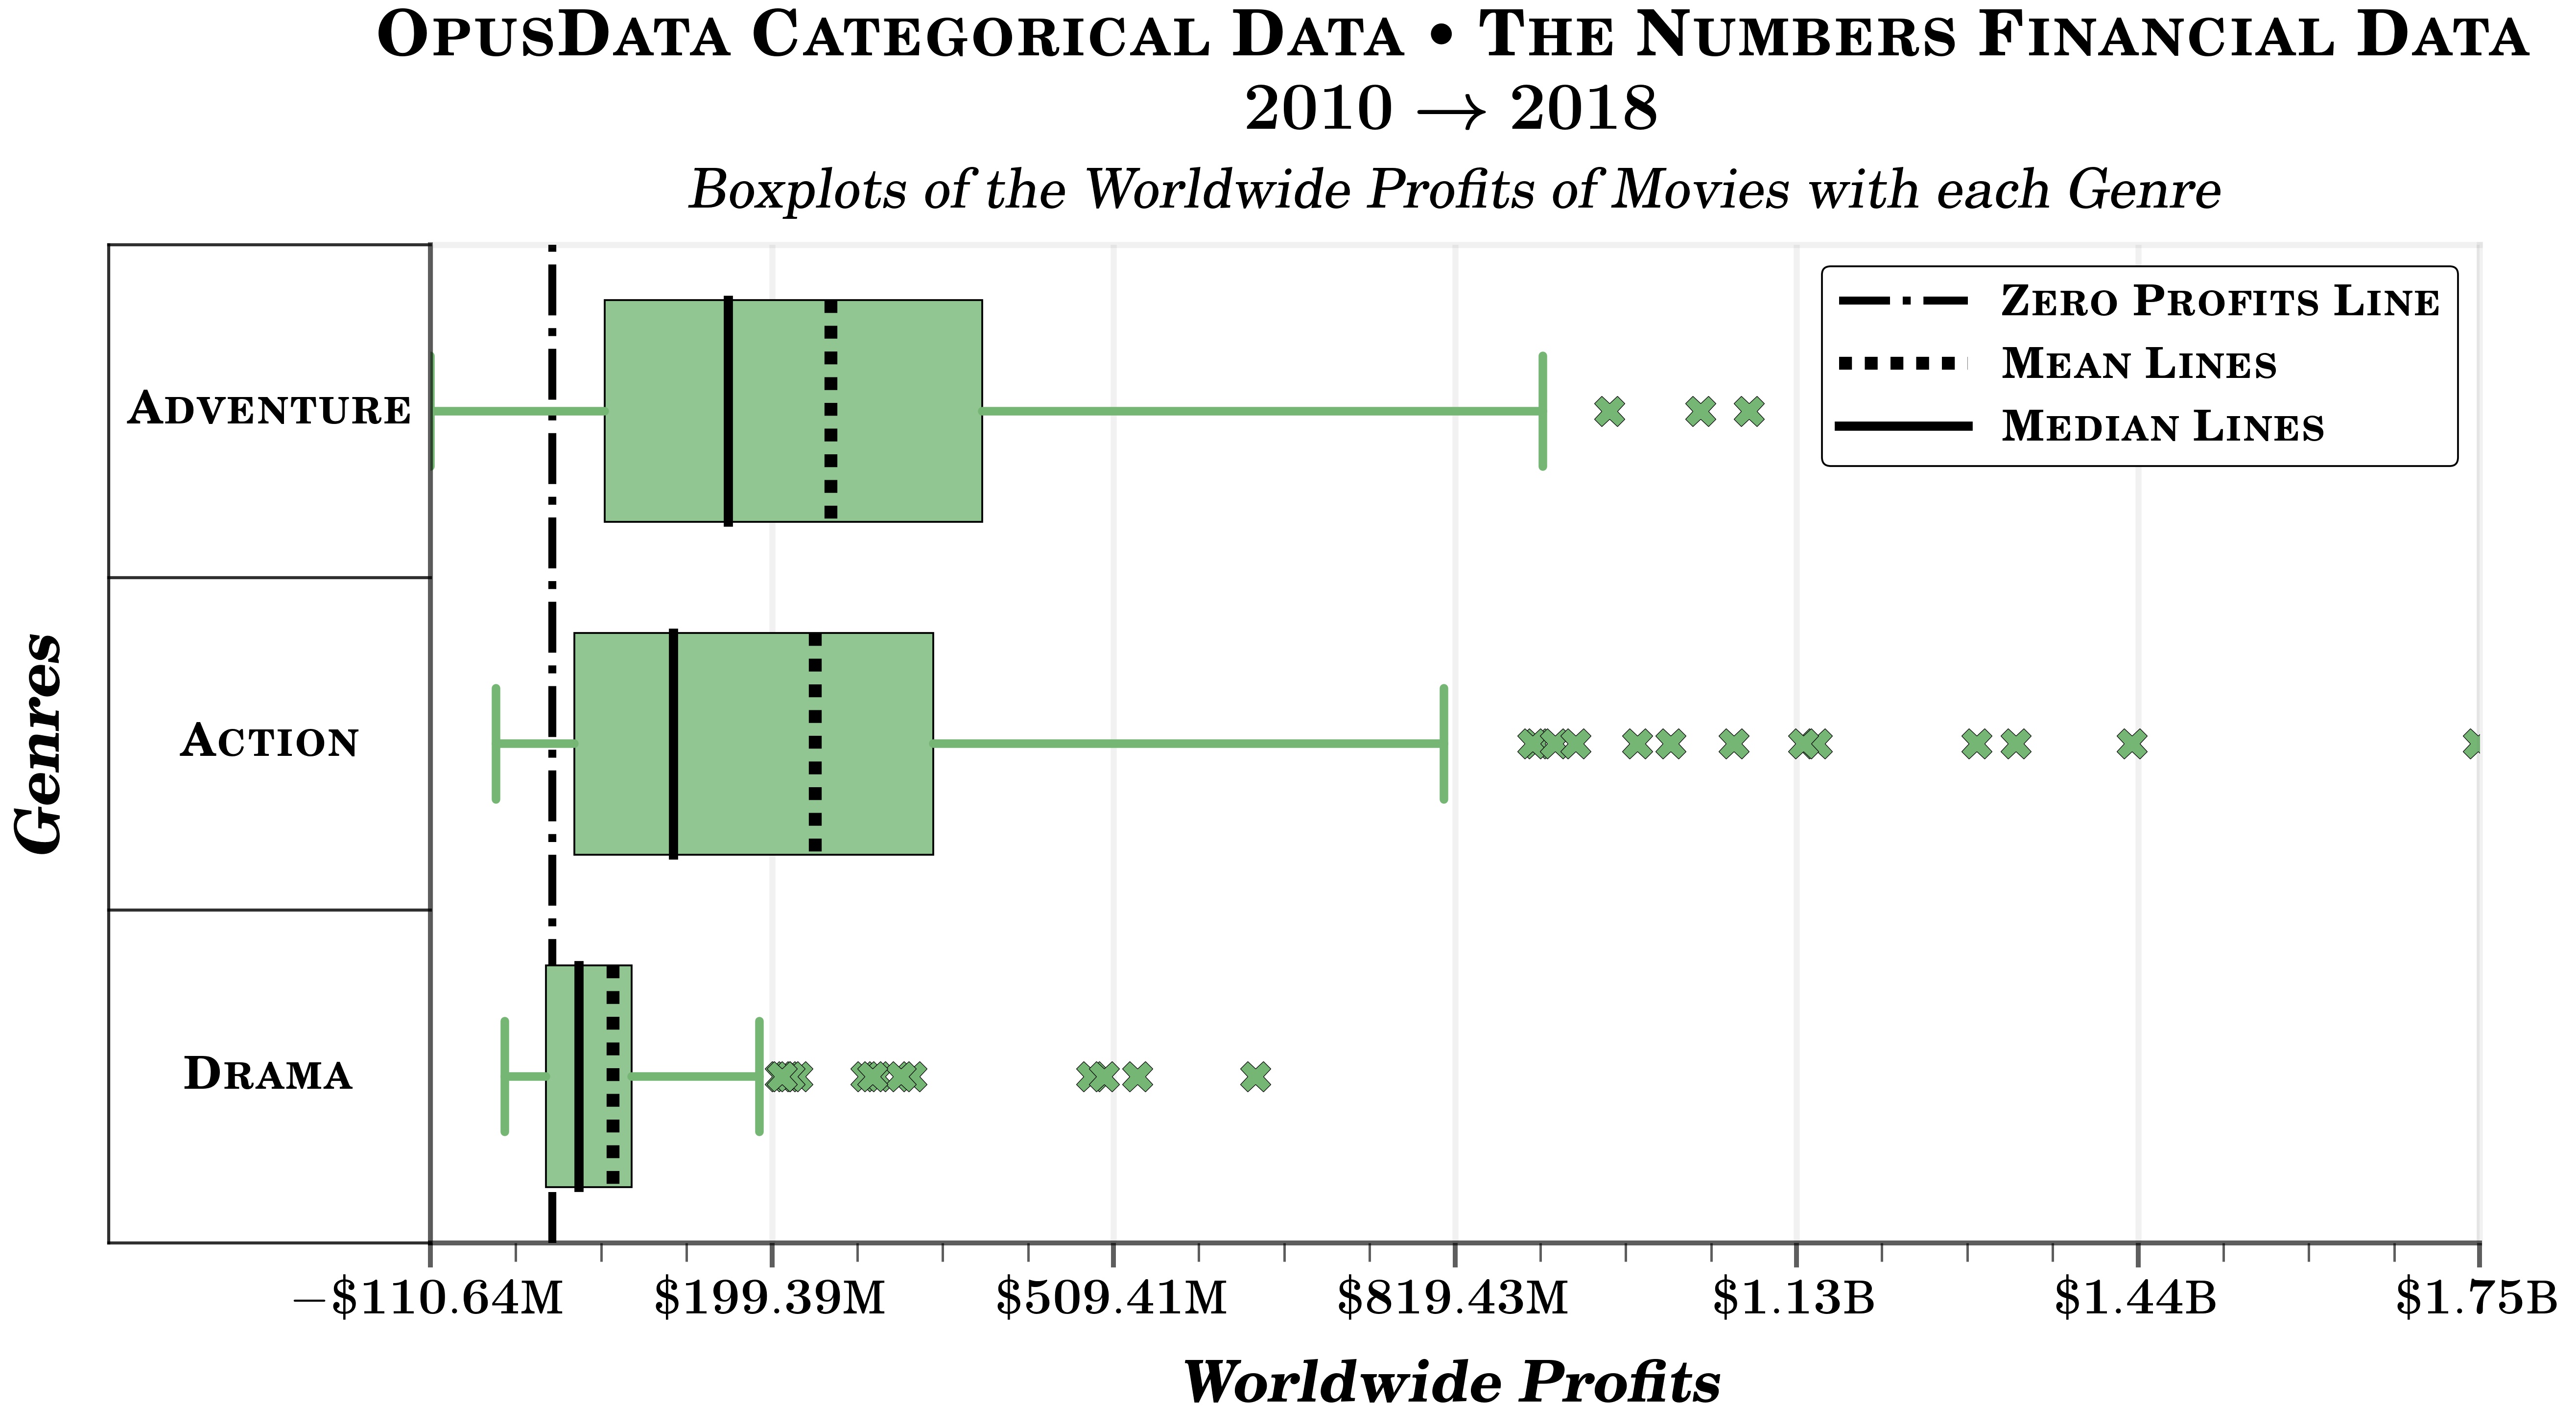 OpusData Categorical Data • The Numbers Financial Data
2010 → 2018
Boxplots of the Worldwide Profits of Movies with each Genre
Zero Profits Line
Mean Lines
Median Lines
Adventure
Action
Drama
Genres
−$110.64M $199.39M $509.41M $819.43M $1.13B $1.44B $1.75B
Worldwide Profits